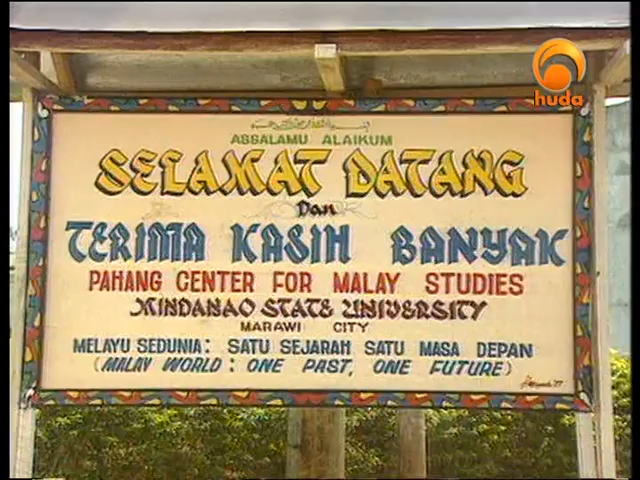 huda
ASSALAMU ALAIKUM
SELAMAT DATANG
Dan
TERIMA KASIH BANYAK
PAHANG CENTER FOR MALAY STUDIES
MINDANAO STATE UNIVERSITY
MARAWI CITY
MELAYU SEDUNIA: SATU SEJARAH SATU MASA DEPAN
(MALAY WORLD: ONE PAST, ONE FUTURE)